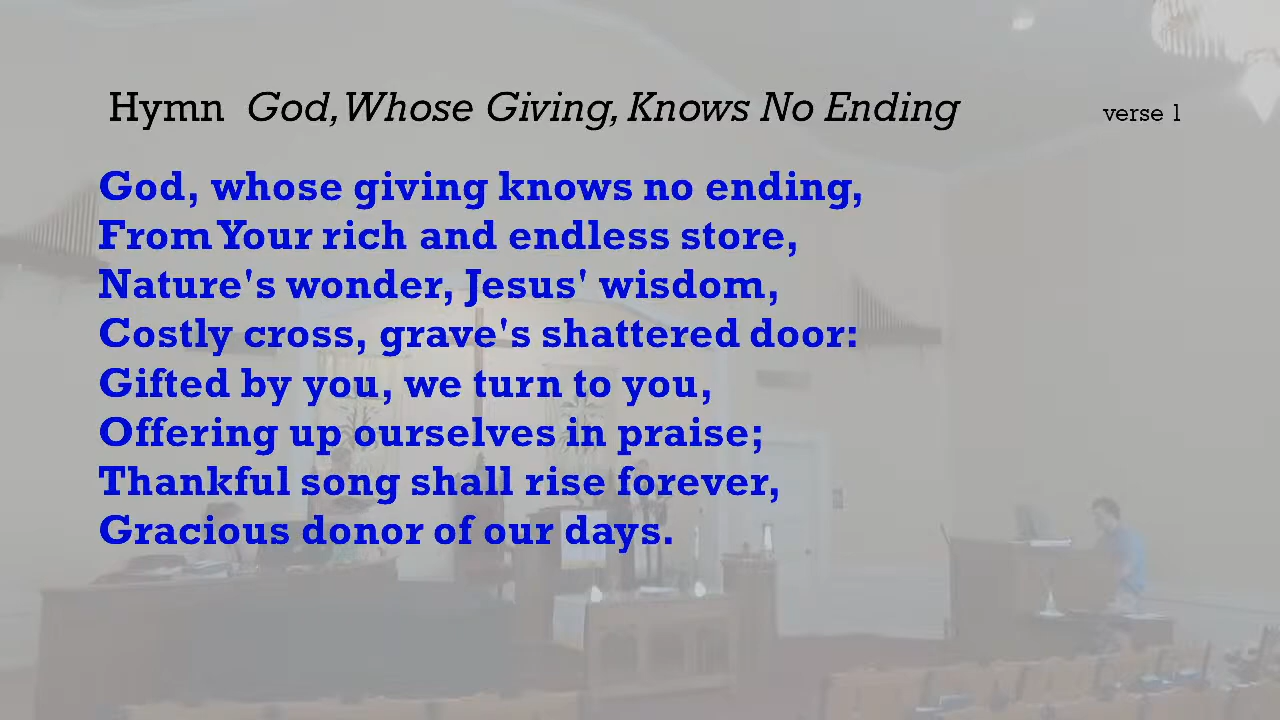 Hymn God, Whose Giving, Knows No Ending verse 1
God, whose giving knows no ending,
From Your rich and endless store,
Nature's wonder, Jesus' wisdom,
Costly cross, grave's shattered door:
Gifted by you, we turn to you,
Offering up ourselves in praise;
Thankful song shall rise forever,
Gracious donor of our days.